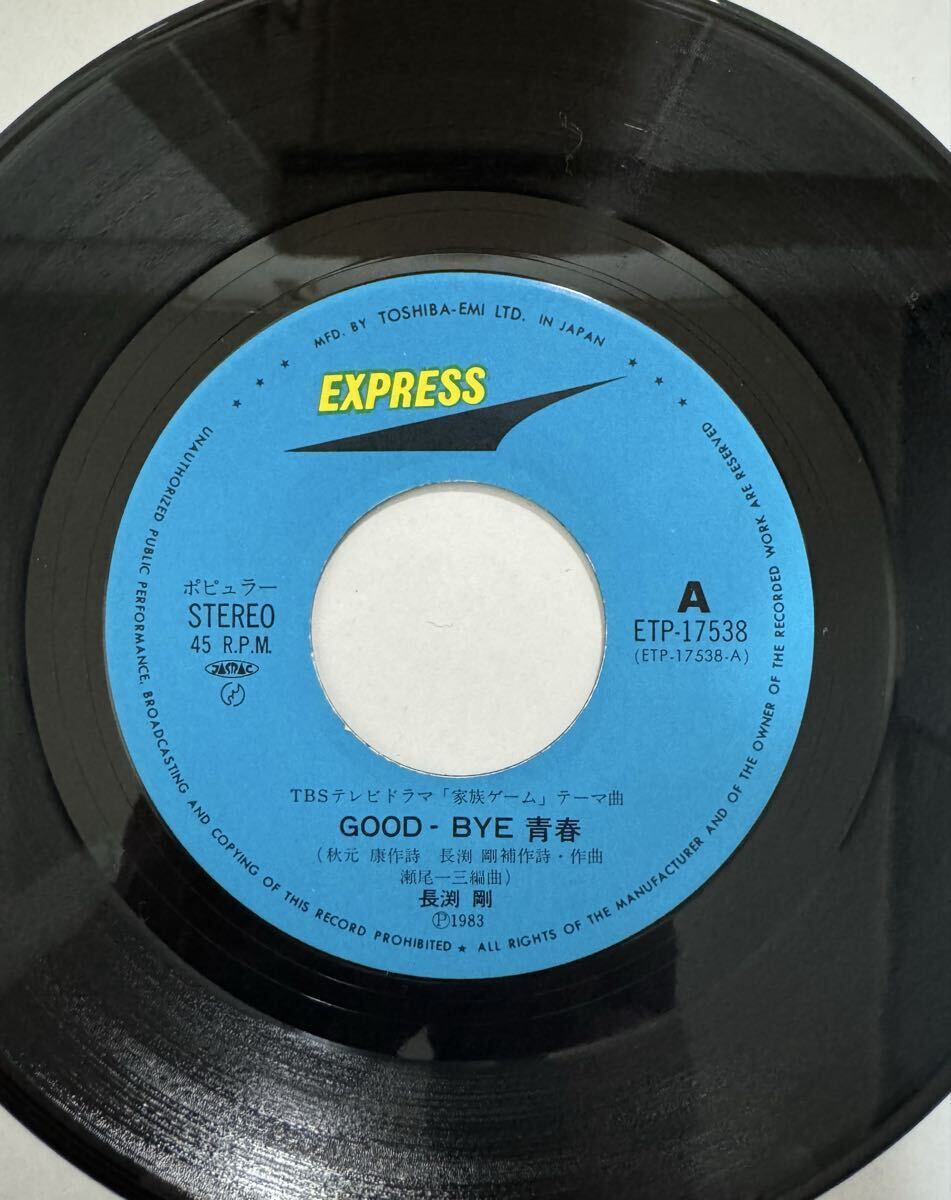 MFD. BY TOSHIBA-EMI LTD. IN JAPAN
EXPRESS
ポピュラー
STEREO
45 R.P.M.
JASRAC
A
ETP-17538
(ETP-17538-A)
TBSテレビドラマ「家族ゲーム」テーマ曲
GOOD - BYE 青春
(秋元 康作詩 長渕 剛補作詩・作曲
瀬尾一三編曲)
長渕 剛
Ⓟ1983
UNAUTHORIZED PUBLIC PERFORMANCE, BROADCASTING AND COPYING OF THIS RECORD PROHIBITED ★ ALL RIGHTS OF THE MANUFACTURER AND OF THE OWNER OF THE RECORDED WORK ARE RESERVED